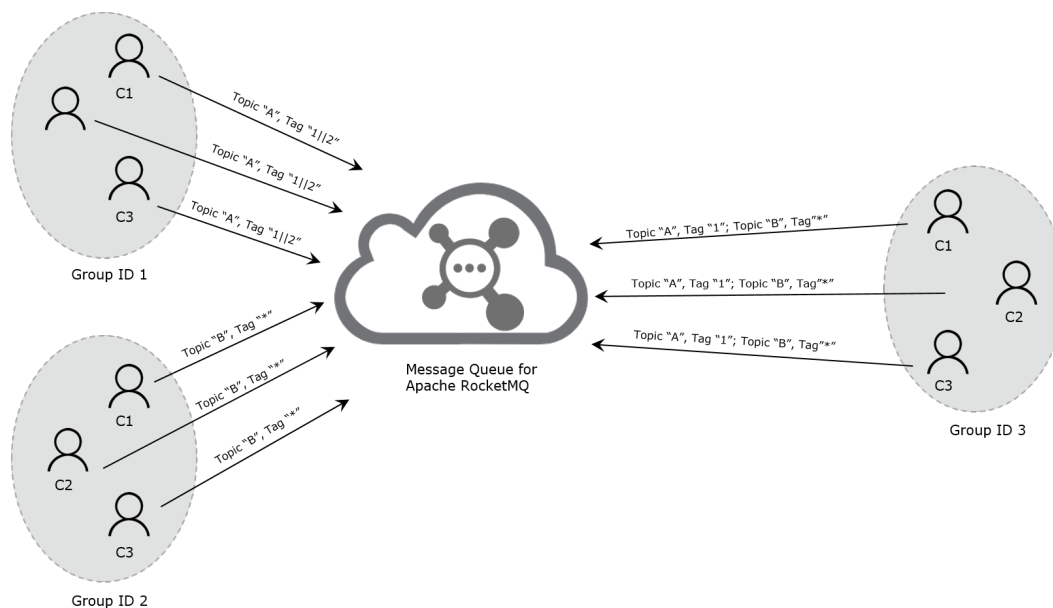 C1
Topic “A”, Tag “1||2”
Topic “A”, Tag “1||2”
C3
Topic “A”, Tag “1||2”
Group ID 1
Topic “B”, Tag “*”
C1
Topic “B”, Tag “*”
C2
Topic “B”, Tag “*”
C3
Group ID 2
Message Queue for
Apache RocketMQ
Topic “A”, Tag “1”; Topic “B”, Tag”*”
C1
Topic “A”, Tag “1”; Topic “B”, Tag”*”
C2
Topic “A”, Tag “1”; Topic “B”, Tag”*”
C3
Group ID 3